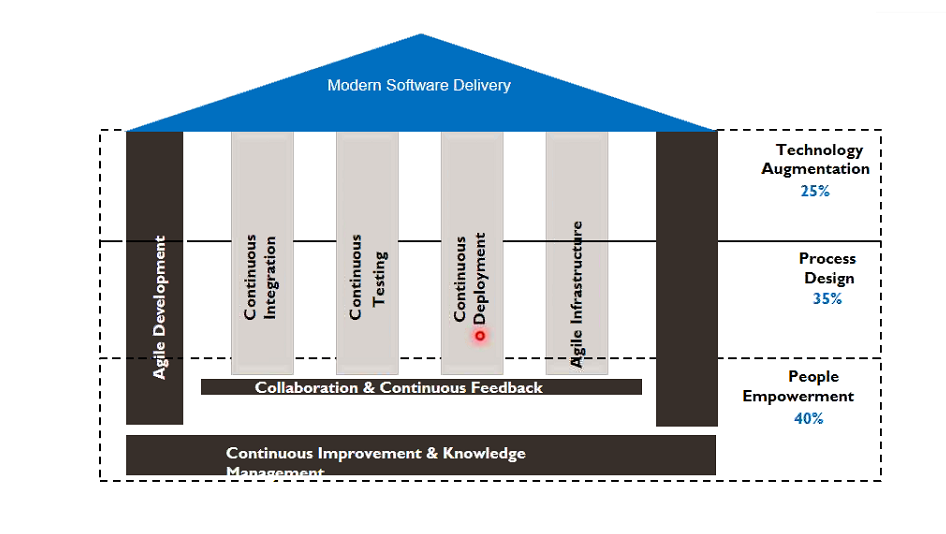 Modern Software Delivery
Agile Development
Continuous
Integration
Continuous
Testing
Continuous
Deployment
Agile Infrastructure
Technology
Augmentation
25%
Process
Design
35%
People
Empowerment
40%
Collaboration & Continuous Feedback
Continuous Improvement & Knowledge
Management